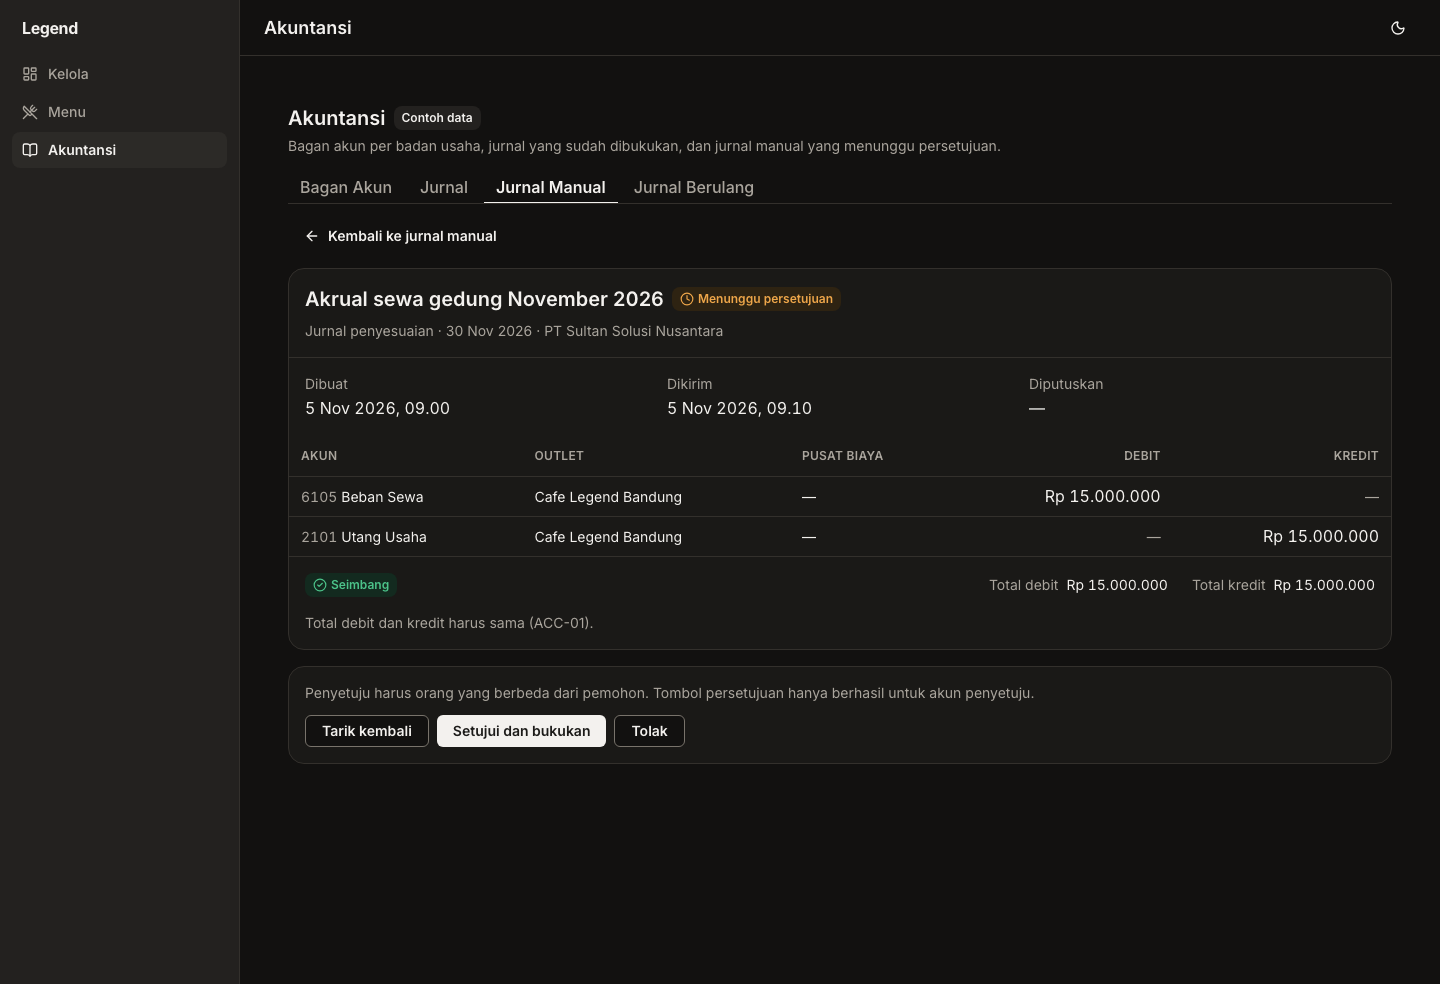 Legend
Akuntansi
Kelola
Menu
Akuntansi
Akuntansi Contoh data
Bagan akun per badan usaha, jurnal yang sudah dibukukan, dan jurnal manual yang menunggu persetujuan.
Bagan Akun Jurnal Jurnal Manual Jurnal Berulang
Kembali ke jurnal manual
Akrual sewa gedung November 2026 Menunggu persetujuan
Jurnal penyesuaian · 30 Nov 2026 · PT Sultan Solusi Nusantara
Dibuat Dikirim Diputuskan
5 Nov 2026, 09.00 5 Nov 2026, 09.10 —
AKUN OUTLET PUSAT BIAYA DEBIT KREDIT
6105 Beban Sewa Cafe Legend Bandung — Rp 15.000.000 —
2101 Utang Usaha Cafe Legend Bandung — — Rp 15.000.000
Seimbang Total debit Rp 15.000.000 Total kredit Rp 15.000.000
Total debit dan kredit harus sama (ACC-01).
Penyetuju harus orang yang berbeda dari pemohon. Tombol persetujuan hanya berhasil untuk akun penyetuju.
Tarik kembali Setujui dan bukukan Tolak